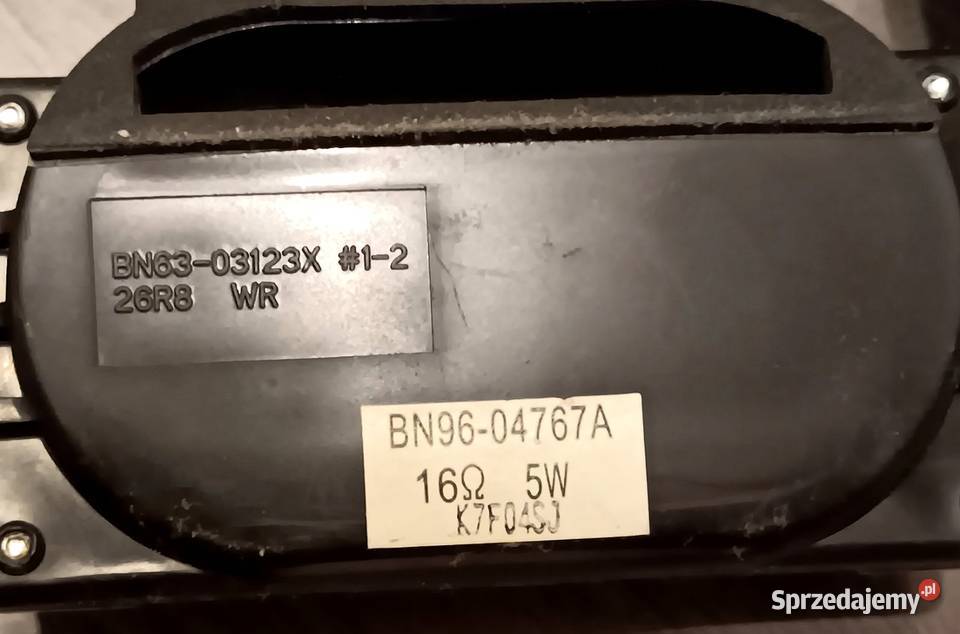 BN63-03123X #1-2
26R8 WR
BN96-04767A
16Ω 5W
K7F04SJ
Sprzedajemy.pl